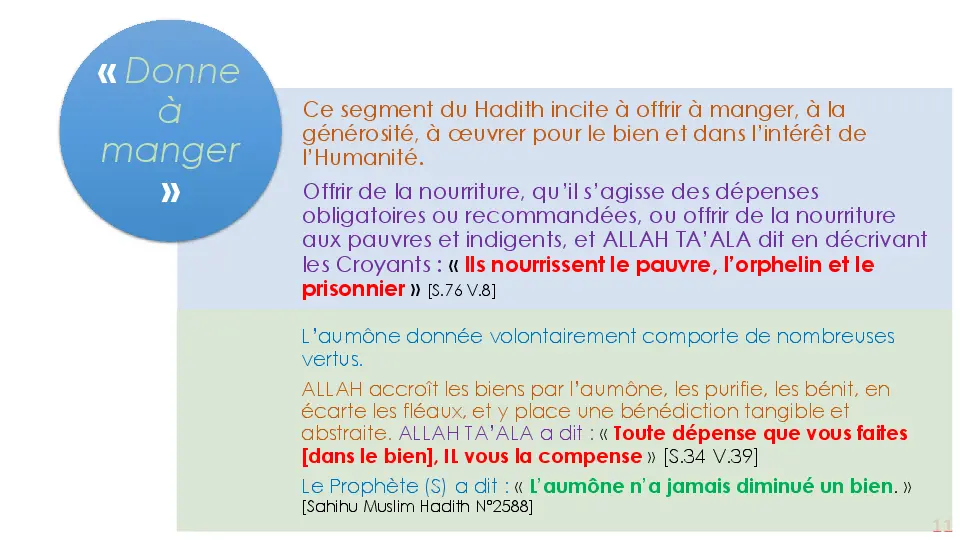 « Donne
à
manger
»
Ce segment du Hadith incite à offrir à manger, à la
générosité, à œuvrer pour le bien et dans l’intérêt de
l’Humanité.
Offrir de la nourriture, qu’il s’agisse des dépenses
obligatoires ou recommandées, ou offrir de la nourriture
aux pauvres et indigents, et ALLAH TA’ALA dit en décrivant
les Croyants : « Ils nourrissent le pauvre, l’orphelin et le
prisonnier » [S.76 V.8]
L’aumône donnée volontairement comporte de nombreuses
vertus.
ALLAH accroît les biens par l’aumône, les purifie, les bénit, en
écarte les fléaux, et y place une bénédiction tangible et
abstraite. ALLAH TA’ALA a dit : « Toute dépense que vous faites
[dans le bien], IL vous la compense » [S.34 V.39]
Le Prophète (S) a dit : « L’aumône n’a jamais diminué un bien. »
[Sahihu Muslim Hadith N°2588]
11